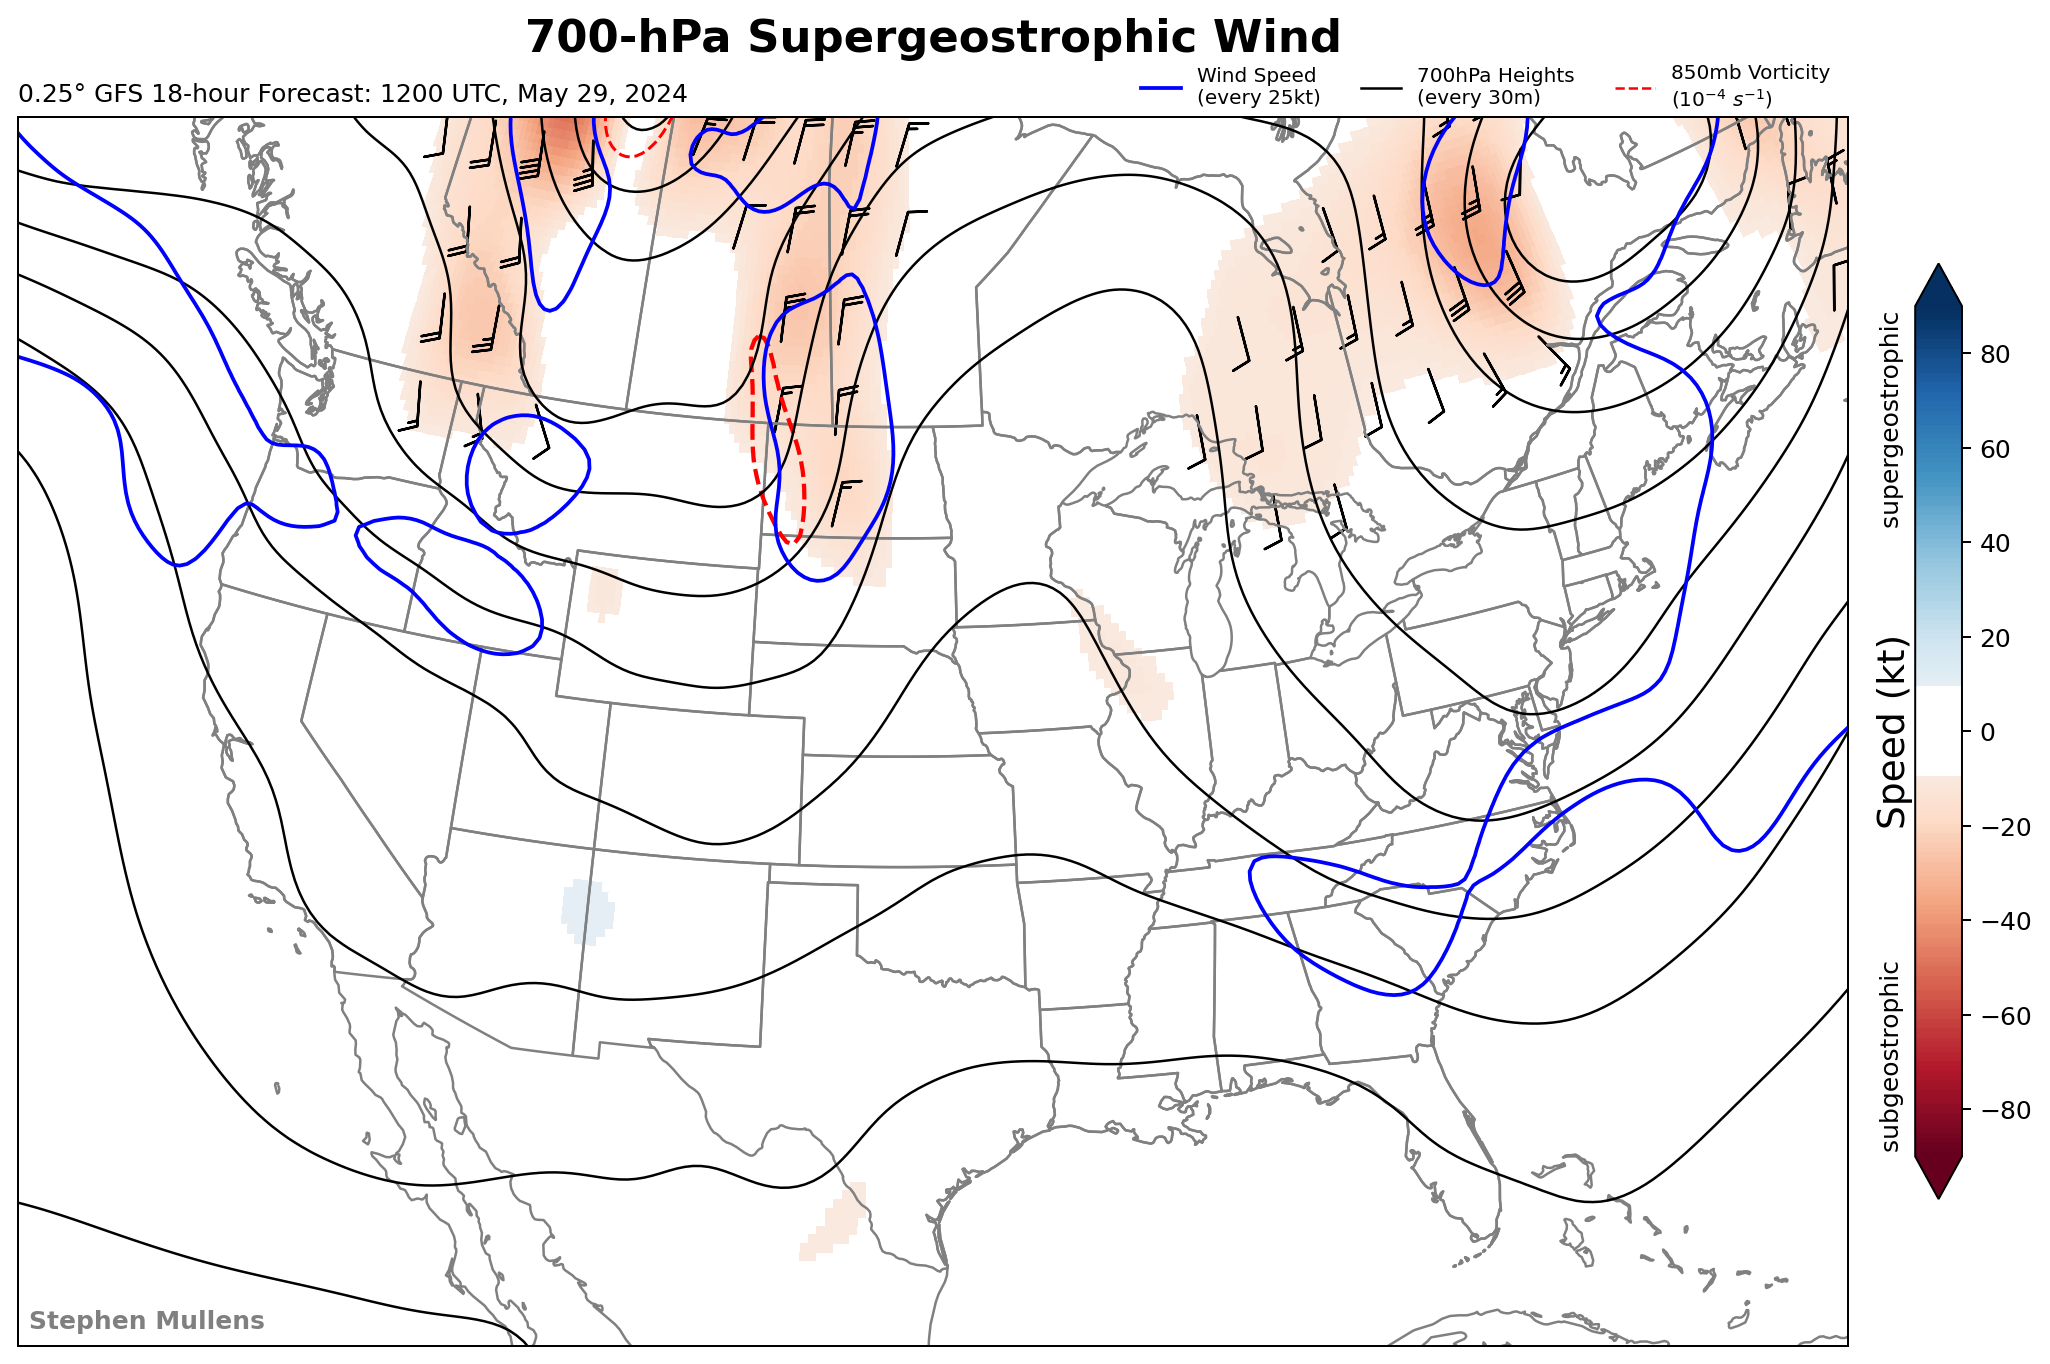 700-hPa Supergeostrophic Wind
0.25° GFS 18-hour Forecast: 1200 UTC, May 29, 2024
Wind Speed
(every 25kt)
700hPa Heights
(every 30m)
850mb Vorticity
(10⁻⁴ s⁻¹)
supergeostrophic
Speed (kt)
subgeostrophic
80
60
40
20
0
−20
−40
−60
−80
Stephen Mullens